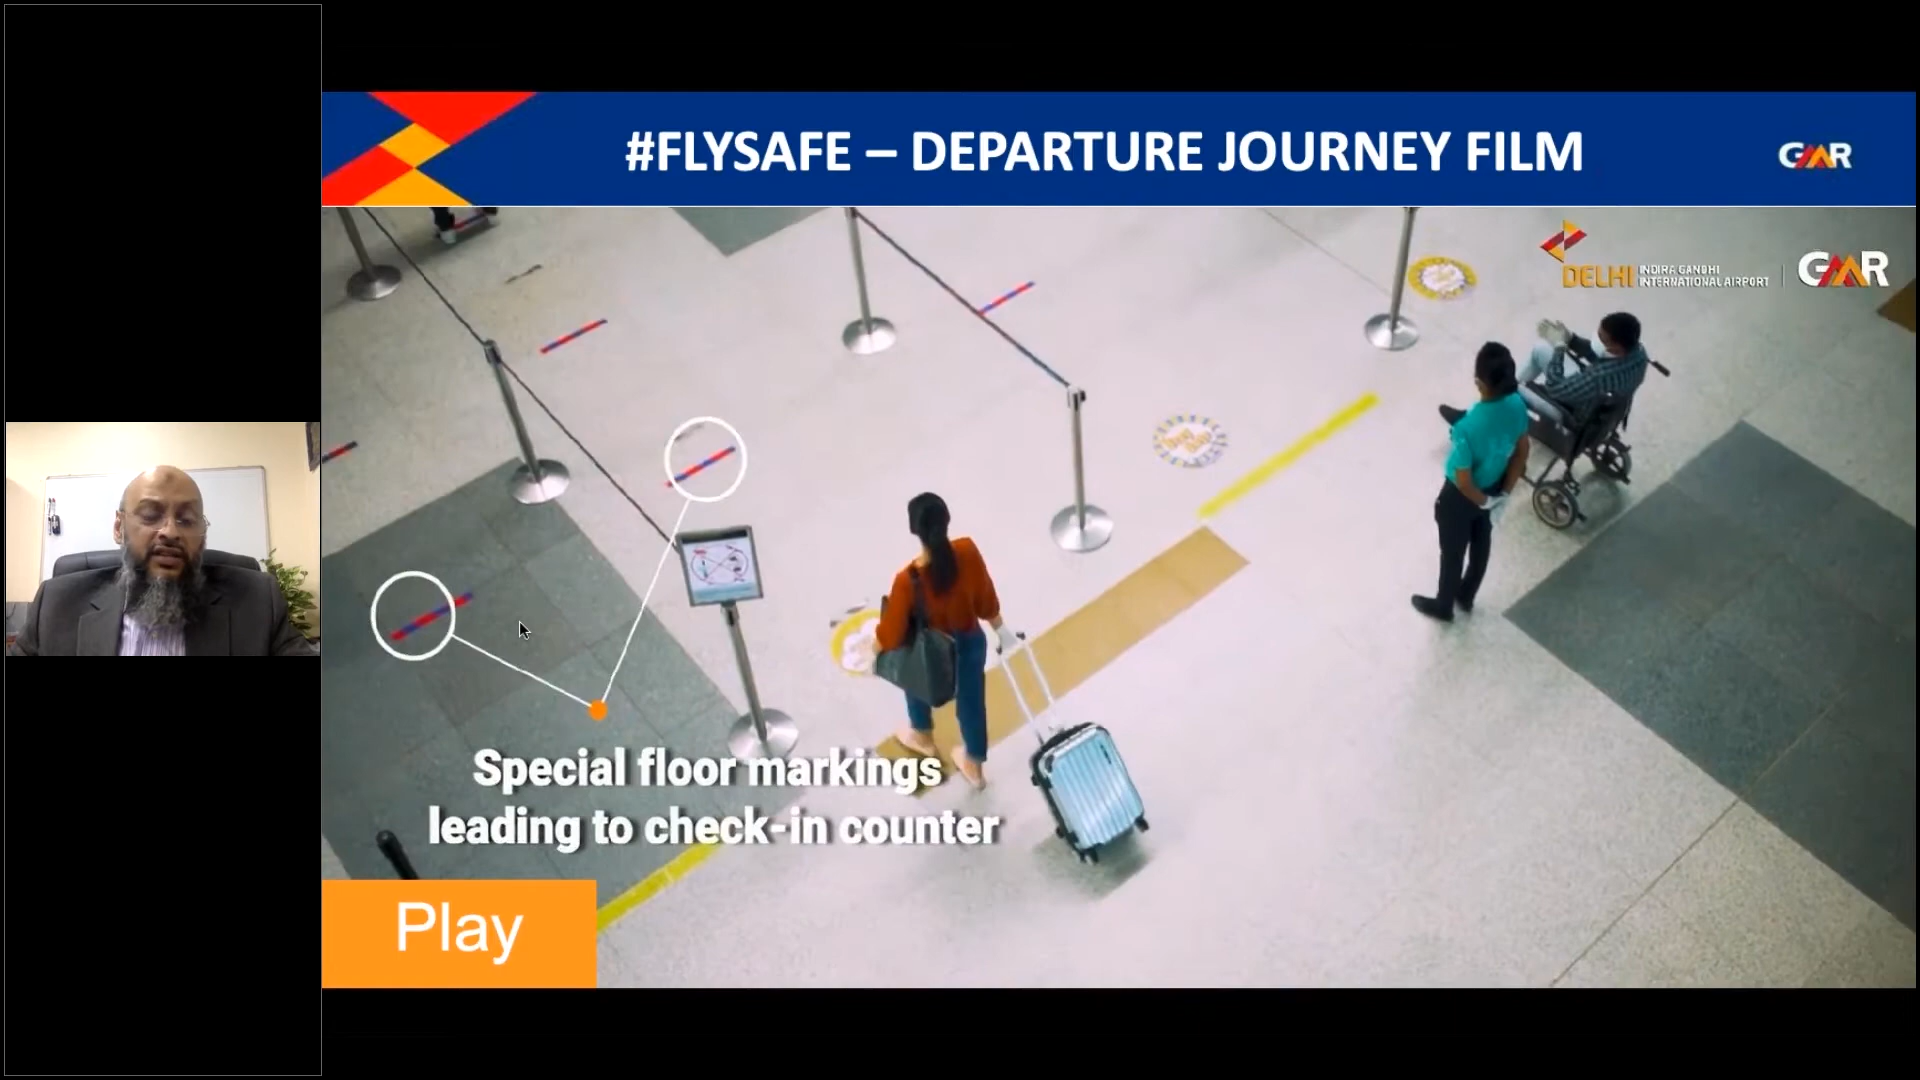 #FLYSAFE – DEPARTURE JOURNEY FILM
GMR
DELHI
INDIRA GANDHI
INTERNATIONAL AIRPORT
GMR
Special floor markings
leading to check-in counter
Play